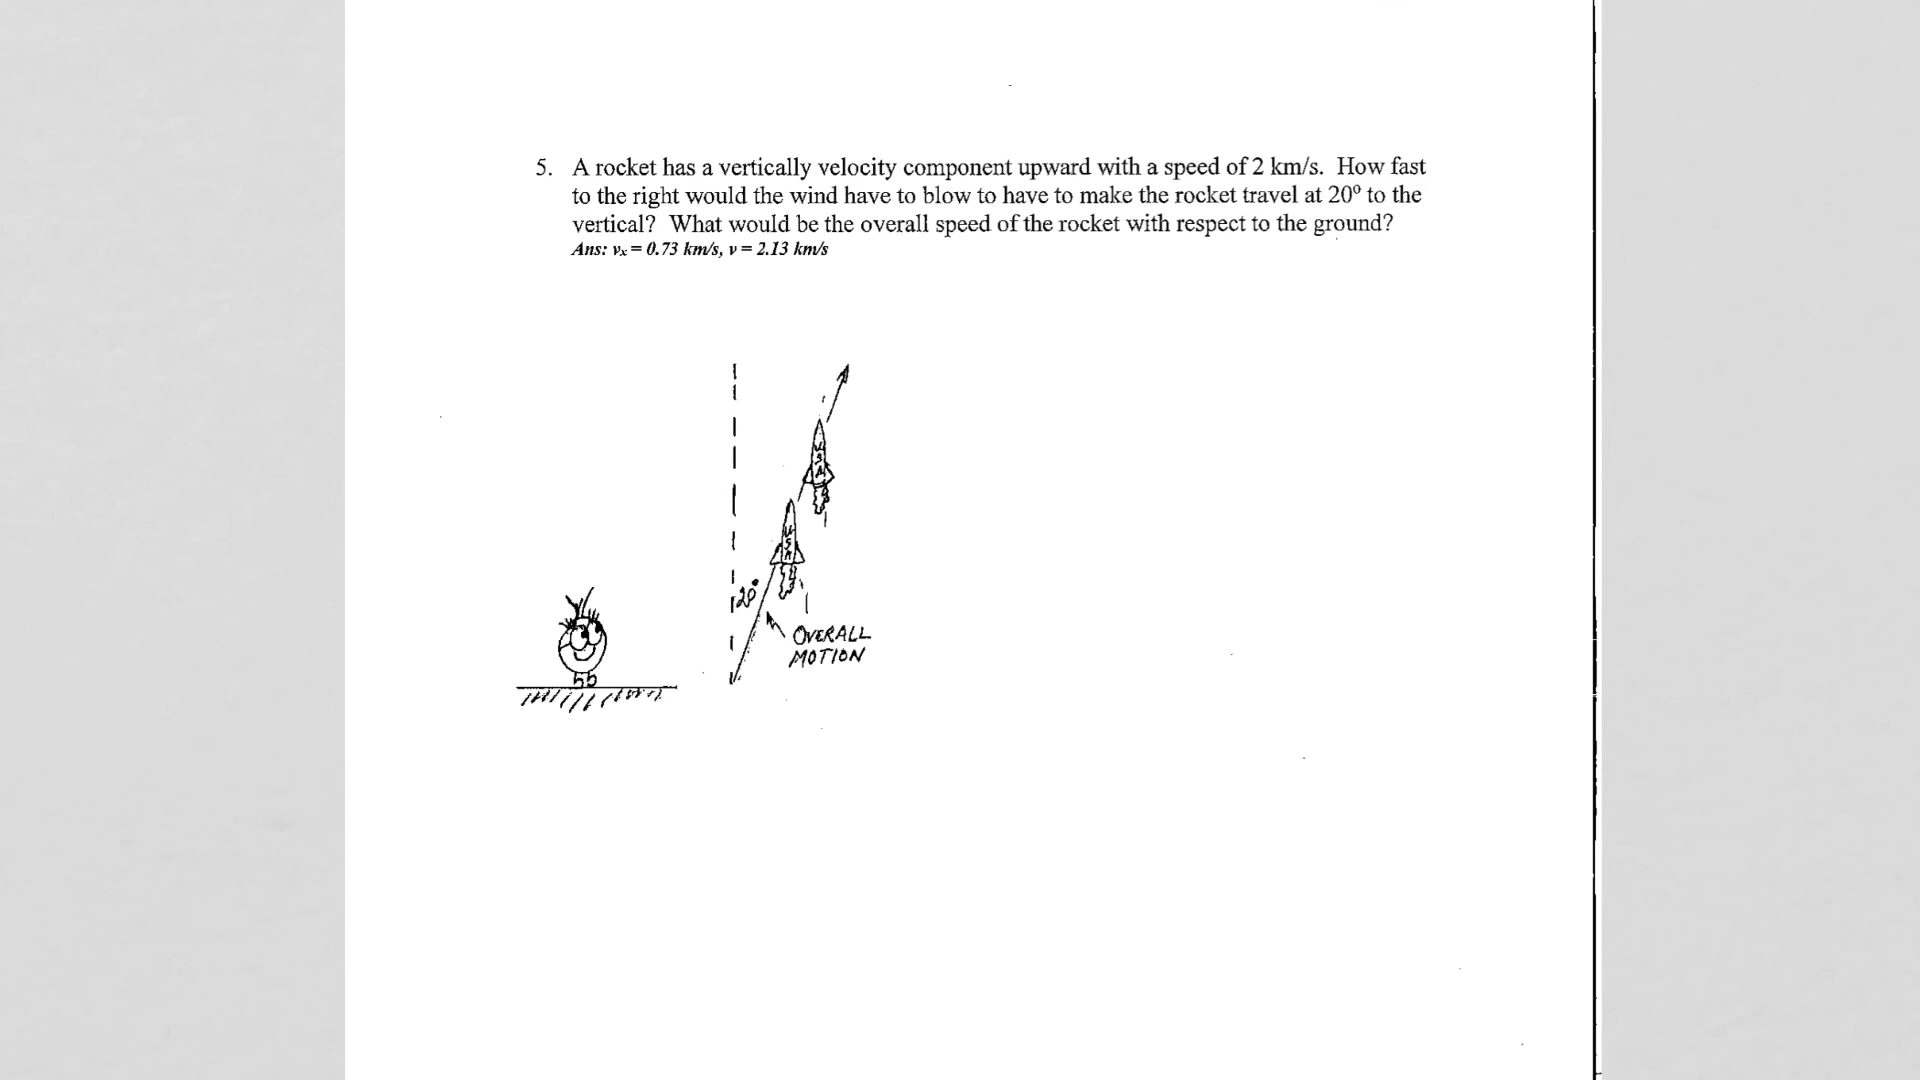 5. A rocket has a vertically velocity component upward with a speed of 2 km/s. How fast
to the right would the wind have to blow to have to make the rocket travel at 20º to the
vertical? What would be the overall speed of the rocket with respect to the ground?
Ans: vₓ = 0.73 km/s, v = 2.13 km/s
USA
USA
20°
OVERALL
MOTION